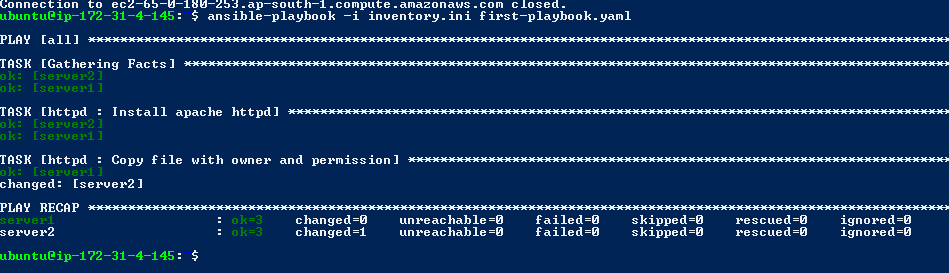 Connection to ec2-65-0-180-253.ap-south-1.compute.amazonaws.com closed.
ubuntu@ip-172-31-4-145: $ ansible-playbook -i inventory.ini first-playbook.yaml
PLAY [all] ************************************************************************************************************
TASK [Gathering Facts] ************************************************************************************************
ok: [server2]
ok: [server1]
TASK [httpd : Install apache httpd] ***********************************************************************************
ok: [server2]
ok: [server1]
TASK [httpd : Copy file with owner and permission] ********************************************************************
ok: [server1]
changed: [server2]
PLAY RECAP ************************************************************************************************************
server1 : ok=3 changed=0 unreachable=0 failed=0 skipped=0 rescued=0 ignored=0
server2 : ok=3 changed=1 unreachable=0 failed=0 skipped=0 rescued=0 ignored=0
ubuntu@ip-172-31-4-145: $